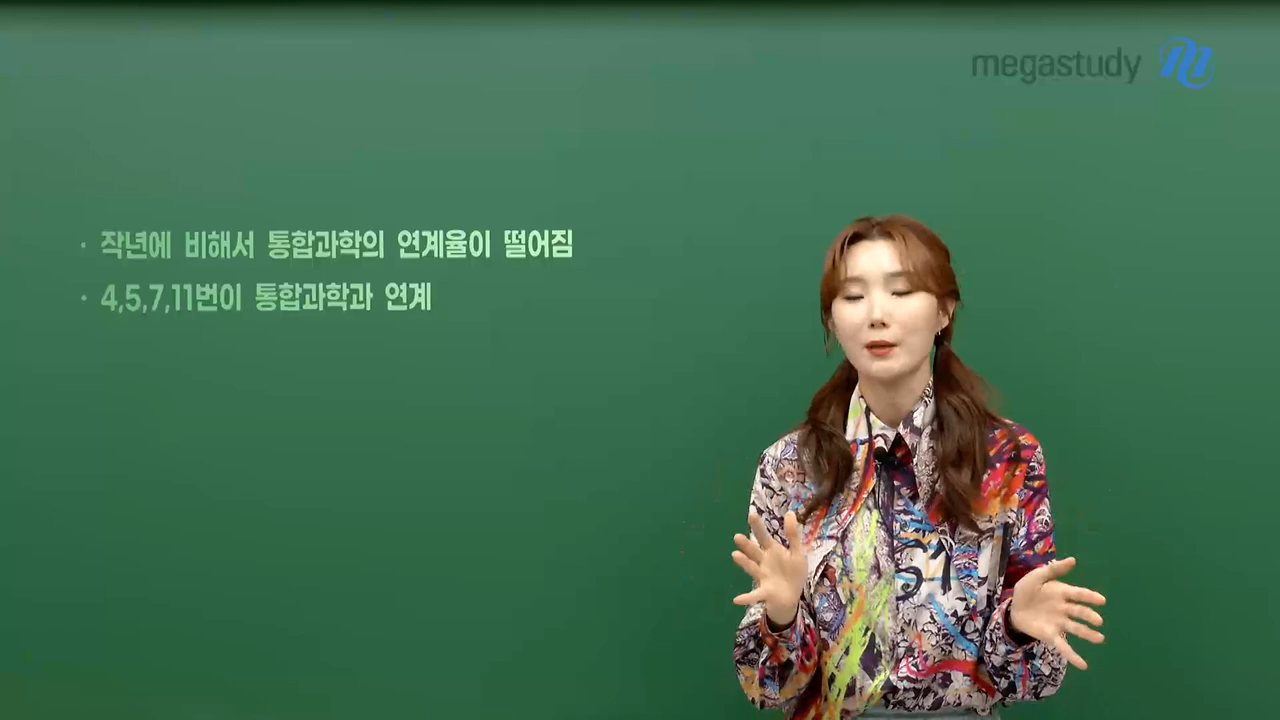 megastudy
· 작년에 비해서 통합과학의 연계율이 떨어짐
· 4,5,7,11번이 통합과학과 연계